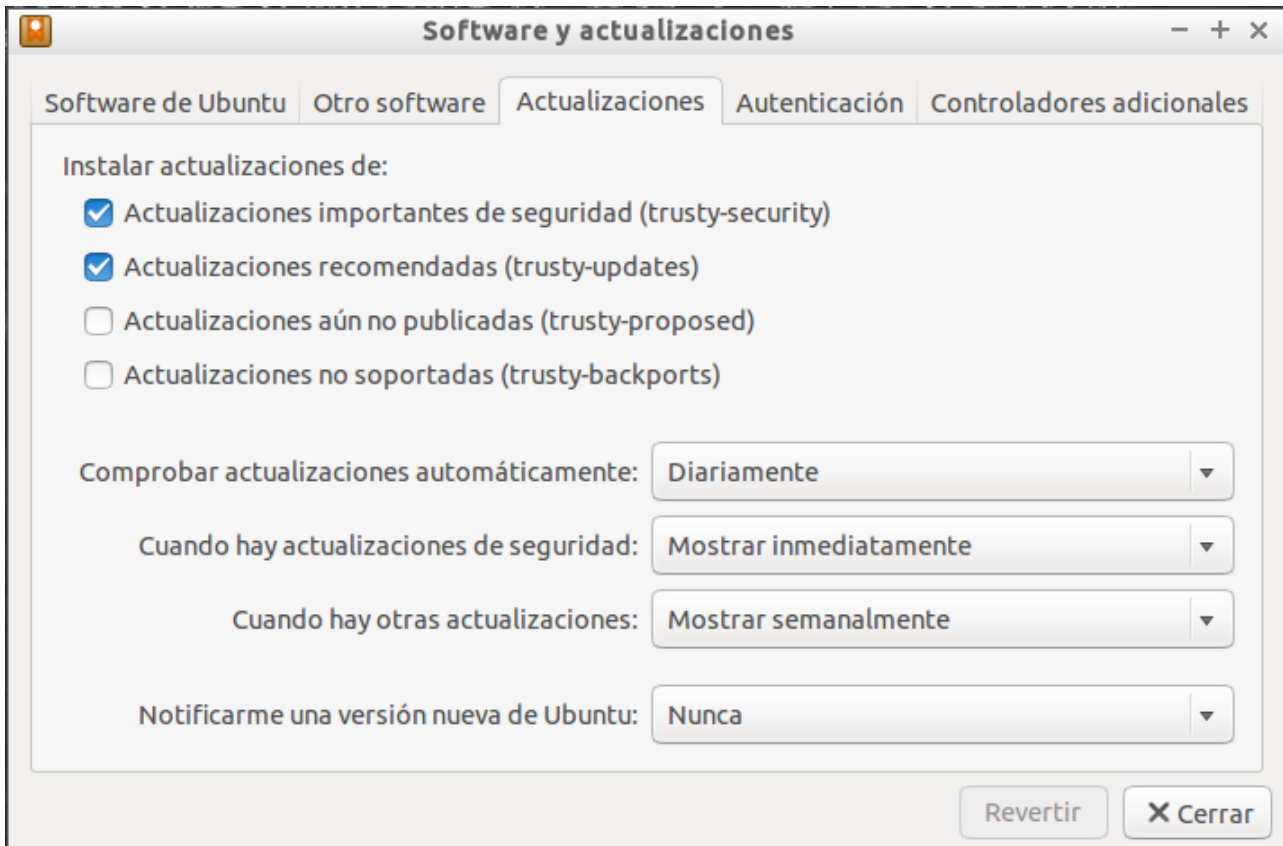 Software y actualizaciones
Software de Ubuntu Otro software Actualizaciones Autenticación Controladores adicionales
Instalar actualizaciones de:
Actualizaciones importantes de seguridad (trusty-security)
Actualizaciones recomendadas (trusty-updates)
Actualizaciones aún no publicadas (trusty-proposed)
Actualizaciones no soportadas (trusty-backports)
Comprobar actualizaciones automáticamente: Diariamente
Cuando hay actualizaciones de seguridad: Mostrar inmediatamente
Cuando hay otras actualizaciones: Mostrar semanalmente
Notificarme una versión nueva de Ubuntu: Nunca
Revertir Cerrar